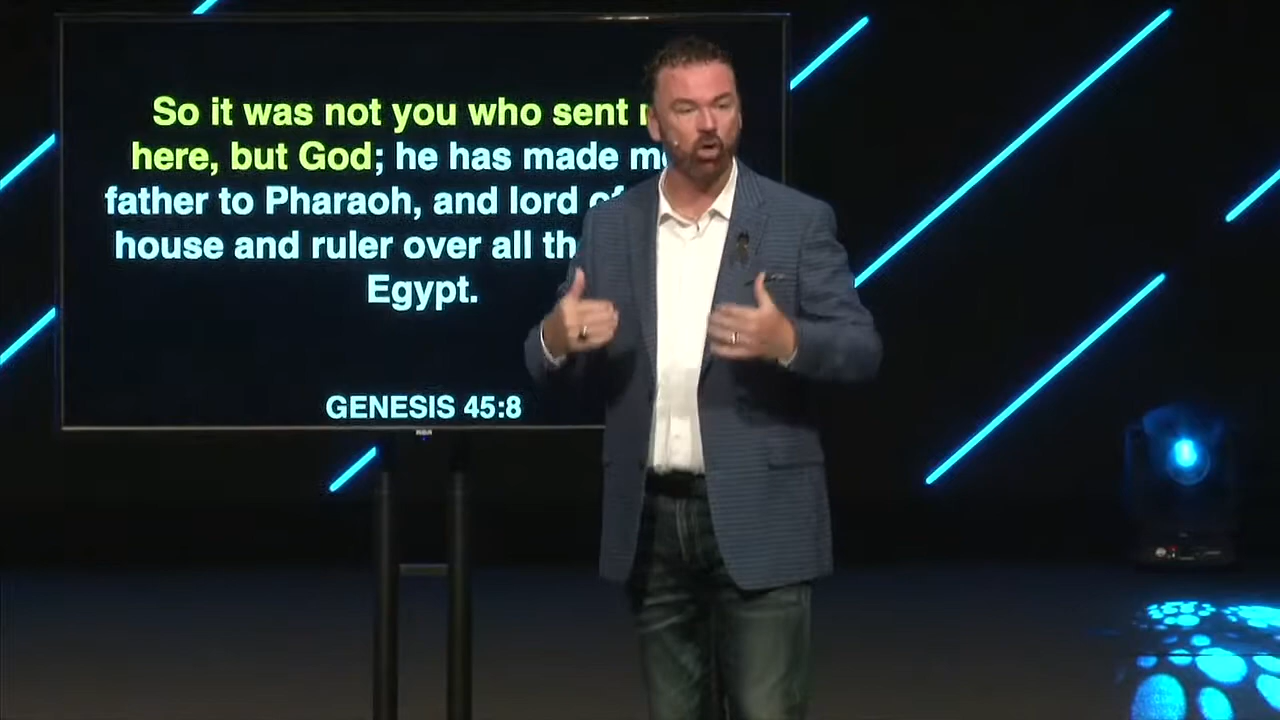 So it was not you who sent
here, but God; he has made
father to Pharaoh, and lord
house and ruler over all
Egypt.
GENESIS 45:8
RCA